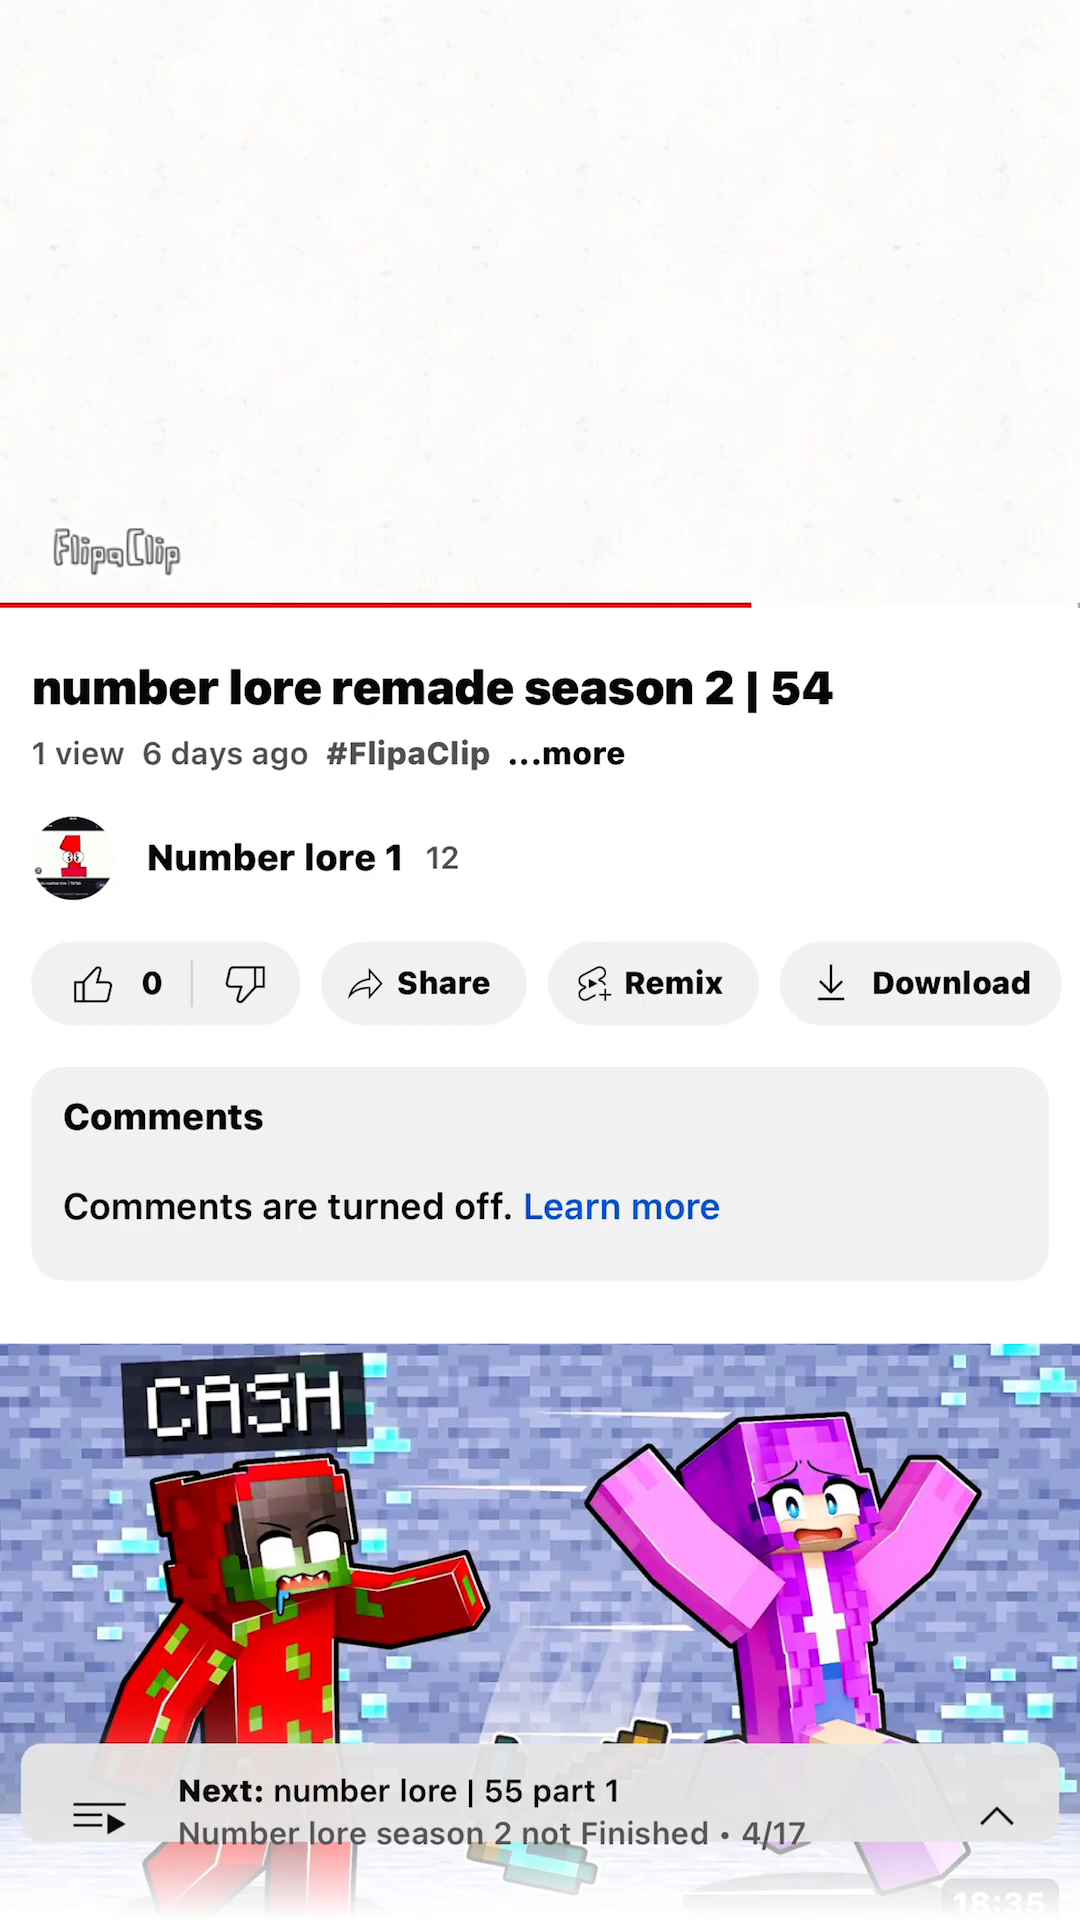 FlipaClip
number lore remade season 2 | 54
1 view 6 days ago #FlipaClip ...more
Number lore 1 12
0 Share Remix Download
Comments
Comments are turned off. Learn more
CASH
Next: number lore | 55 part 1
Number lore season 2 not Finished • 4/17
18:35